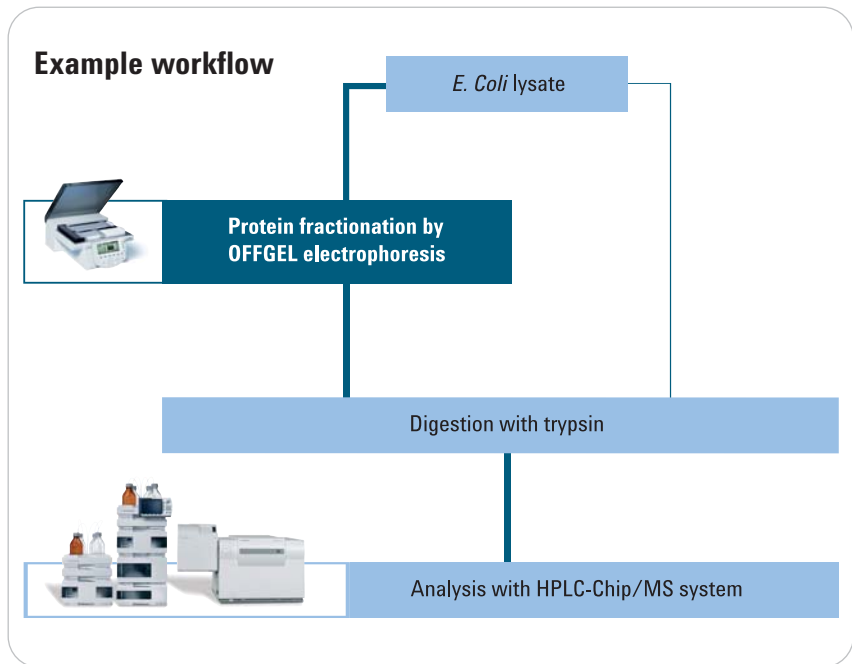 Example workflow
E. Coli lysate
Protein fractionation by
OFFGEL electrophoresis
Digestion with trypsin
Analysis with HPLC-Chip/MS system